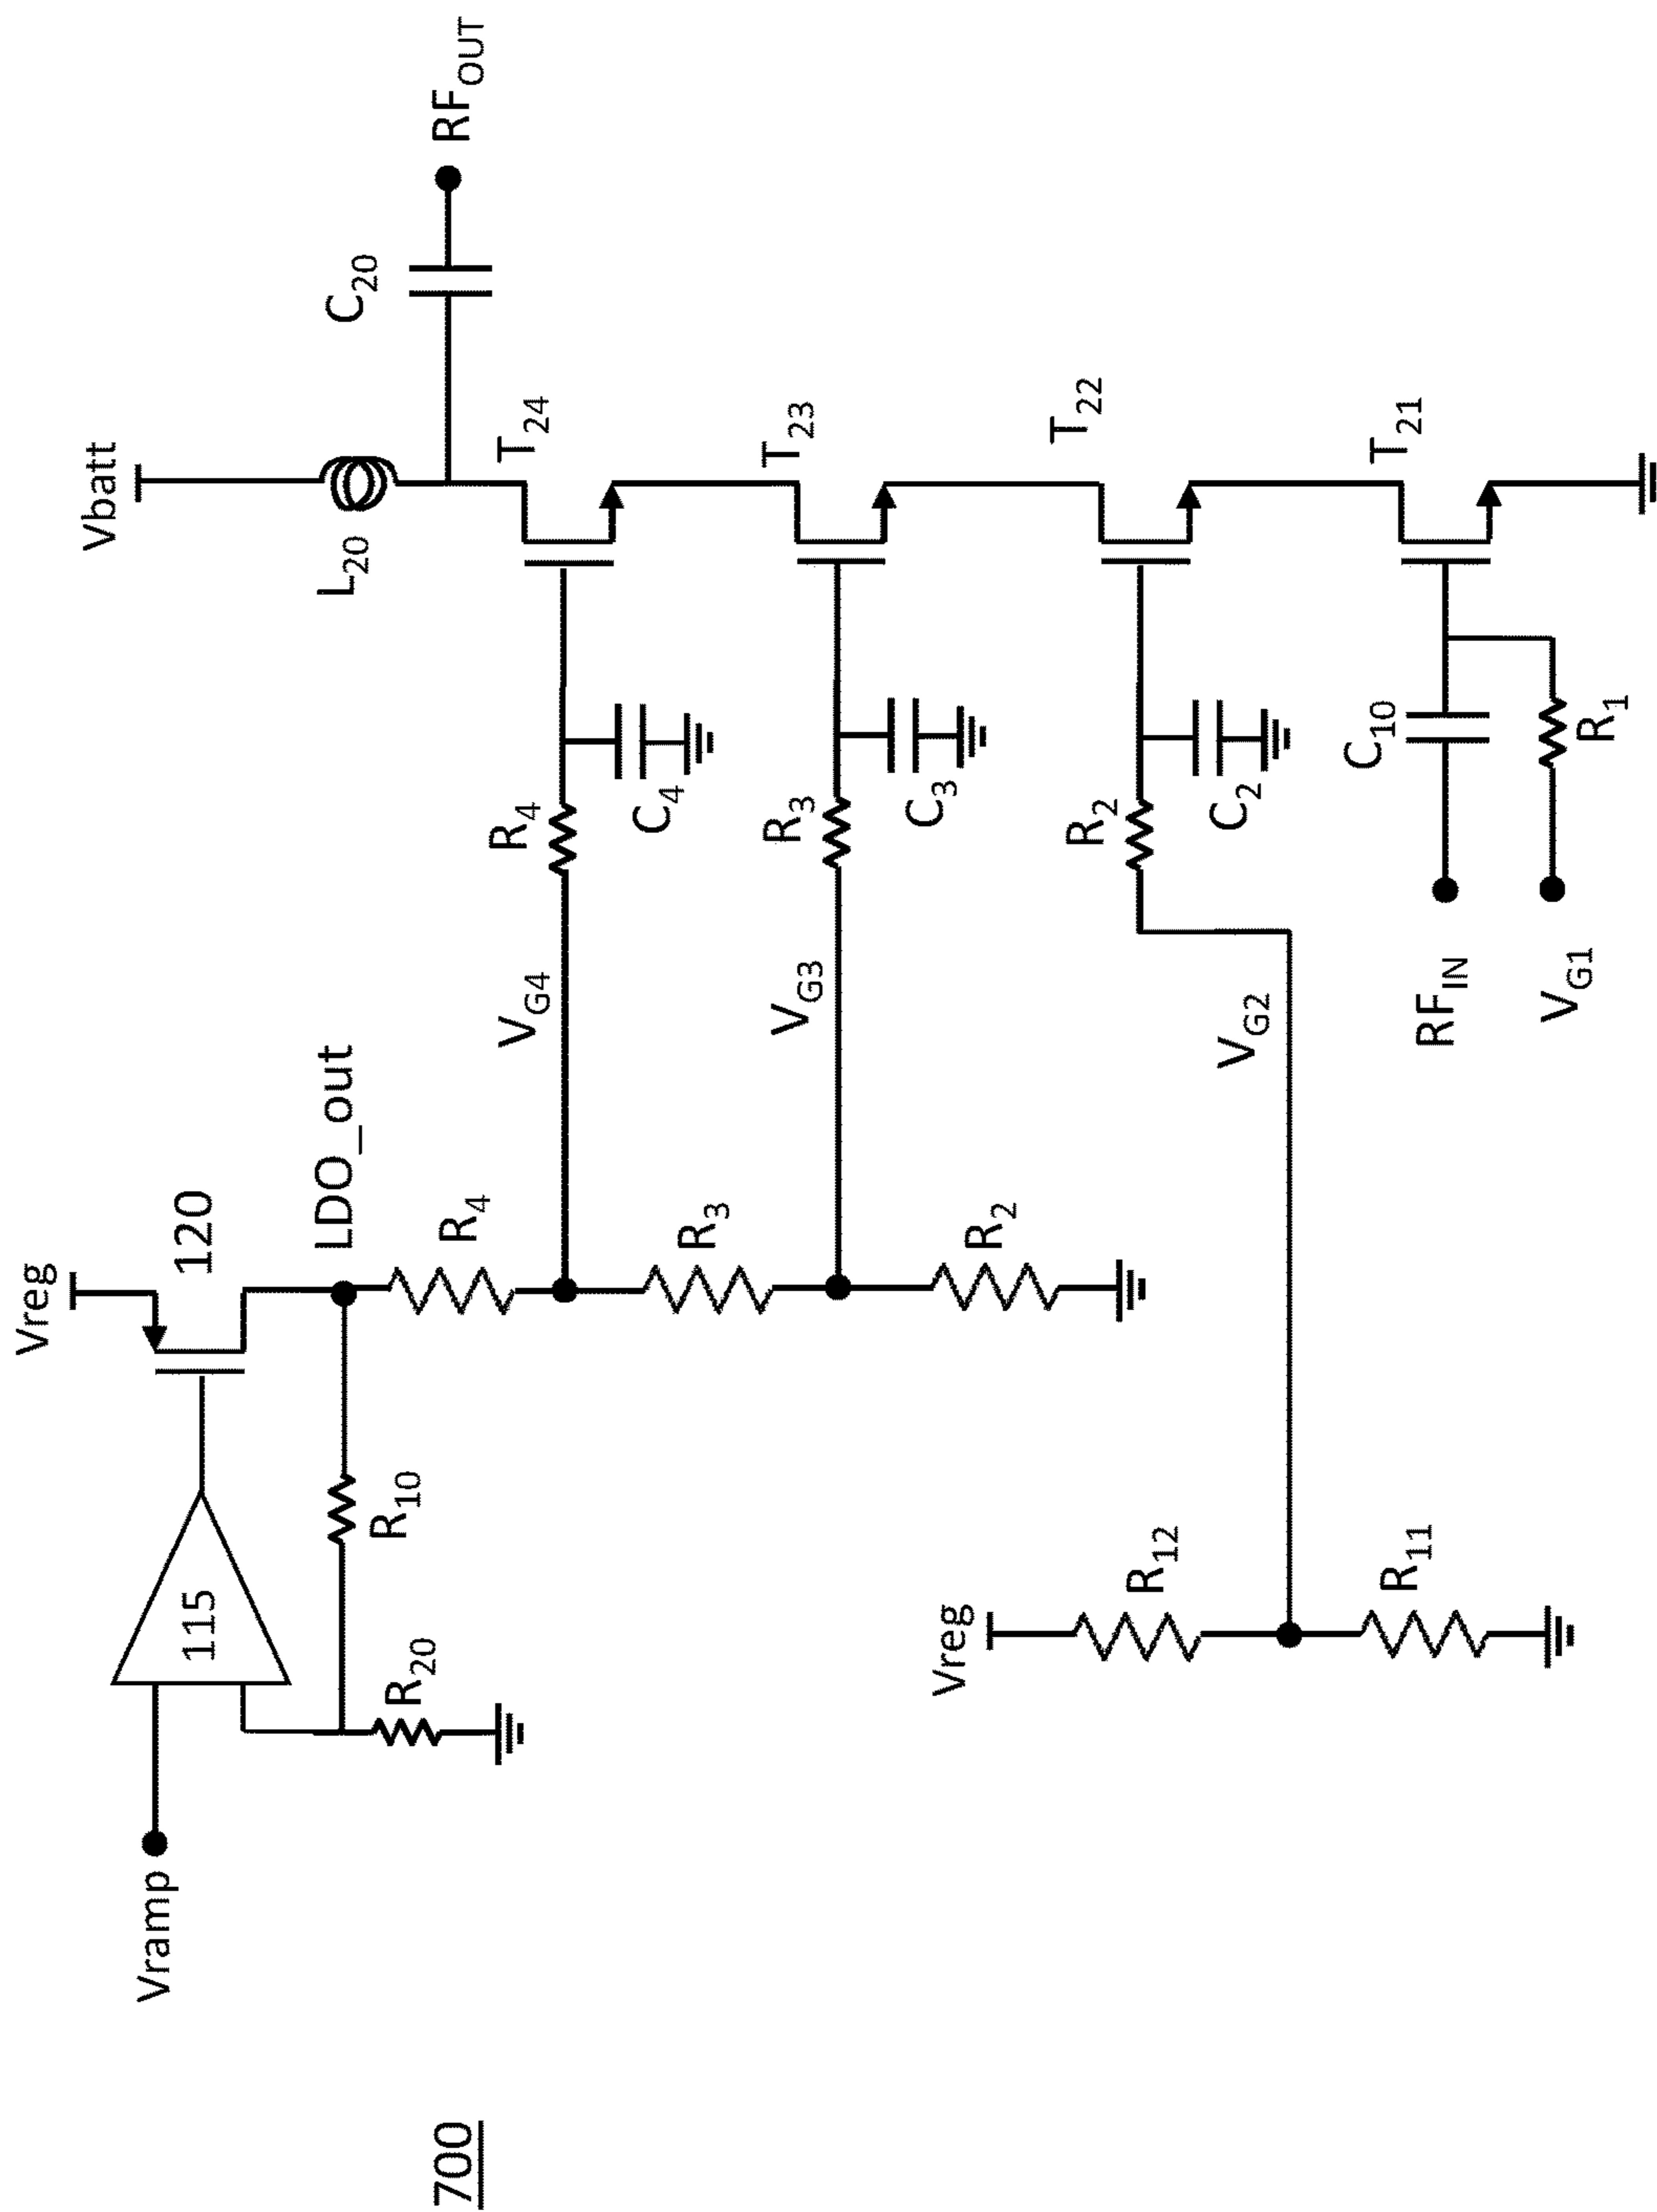 700
Vramp
115
R20
R10
Vreg
120
LDO_out
R4
R3
R2
VG4
VG3
VG2
Vreg
R12
R11
R4
C4
R3
C3
R2
C2
RFIN
VG1
C10
R1
Vbatt
L20
C20
RFOUT
T24
T23
T22
T21